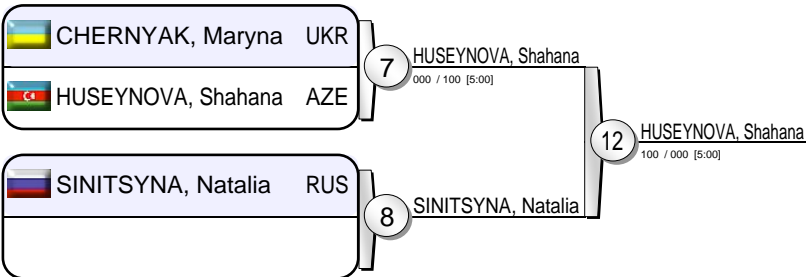 CHERNYAK, Maryna UKR
HUSEYNOVA, Shahana AZE
7
HUSEYNOVA, Shahana
000 / 100 [5:00]
SINITSYNA, Natalia RUS
8
SINITSYNA, Natalia
12
HUSEYNOVA, Shahana
100 / 000 [5:00]